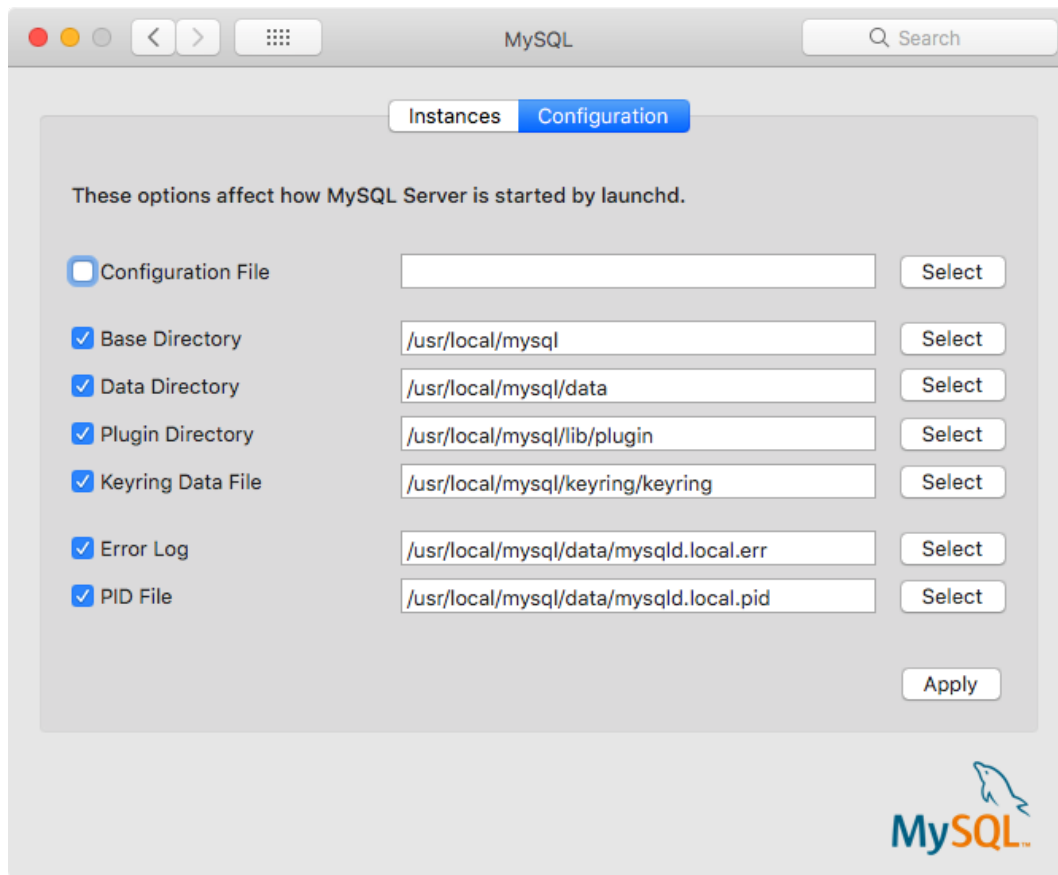 MySQL
Search
Instances
Configuration
These options affect how MySQL Server is started by launchd.
Configuration File
Select
Base Directory
/usr/local/mysql
Select
Data Directory
/usr/local/mysql/data
Select
Plugin Directory
/usr/local/mysql/lib/plugin
Select
Keyring Data File
/usr/local/mysql/keyring/keyring
Select
Error Log
/usr/local/mysql/data/mysqld.local.err
Select
PID File
/usr/local/mysql/data/mysqld.local.pid
Select
Apply
MySQL™